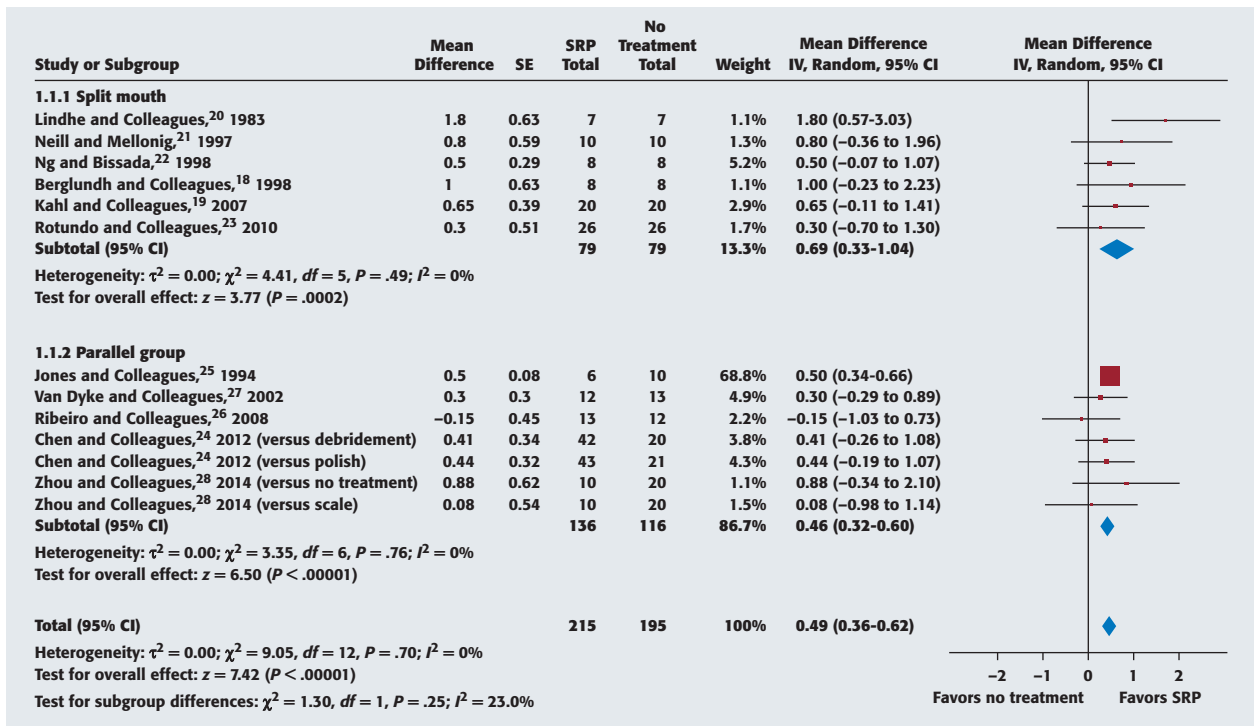 Study or Subgroup Mean Difference SE SRP Total No Treatment Total Weight Mean Difference IV, Random, 95% CI Mean Difference IV, Random, 95% CI
1.1.1 Split mouth
Lindhe and Colleagues,²⁰ 1983 1.8 0.63 7 7 1.1% 1.80 (0.57-3.03)
Neill and Mellonig,²¹ 1997 0.8 0.59 10 10 1.3% 0.80 (−0.36 to 1.96)
Ng and Bissada,²² 1998 0.5 0.29 8 8 5.2% 0.50 (−0.07 to 1.07)
Berglundh and Colleagues,¹⁸ 1998 1 0.63 8 8 1.1% 1.00 (−0.23 to 2.23)
Kahl and Colleagues,¹⁹ 2007 0.65 0.39 20 20 2.9% 0.65 (−0.11 to 1.41)
Rotundo and Colleagues,²³ 2010 0.3 0.51 26 26 1.7% 0.30 (−0.70 to 1.30)
Subtotal (95% CI) 79 79 13.3% 0.69 (0.33-1.04)
Heterogeneity: τ² = 0.00; χ² = 4.41, df = 5, P = .49; I² = 0%
Test for overall effect: z = 3.77 (P = .0002)
1.1.2 Parallel group
Jones and Colleagues,²⁵ 1994 0.5 0.08 6 10 68.8% 0.50 (0.34-0.66)
Van Dyke and Colleagues,²⁷ 2002 0.3 0.3 12 13 4.9% 0.30 (−0.29 to 0.89)
Ribeiro and Colleagues,²⁶ 2008 −0.15 0.45 13 12 2.2% −0.15 (−1.03 to 0.73)
Chen and Colleagues,²⁴ 2012 (versus debridement) 0.41 0.34 42 20 3.8% 0.41 (−0.26 to 1.08)
Chen and Colleagues,²⁴ 2012 (versus polish) 0.44 0.32 43 21 4.3% 0.44 (−0.19 to 1.07)
Zhou and Colleagues,²⁸ 2014 (versus no treatment) 0.88 0.62 10 20 1.1% 0.88 (−0.34 to 2.10)
Zhou and Colleagues,²⁸ 2014 (versus scale) 0.08 0.54 10 20 1.5% 0.08 (−0.98 to 1.14)
Subtotal (95% CI) 136 116 86.7% 0.46 (0.32-0.60)
Heterogeneity: τ² = 0.00; χ² = 3.35, df = 6, P = .76; I² = 0%
Test for overall effect: z = 6.50 (P < .00001)
Total (95% CI) 215 195 100% 0.49 (0.36-0.62)
Heterogeneity: τ² = 0.00; χ² = 9.05, df = 12, P = .70; I² = 0%
Test for overall effect: z = 7.42 (P < .00001)
Test for subgroup differences: χ² = 1.30, df = 1, P = .25; I² = 23.0%
−2 −1 0 1 2
Favors no treatment Favors SRP